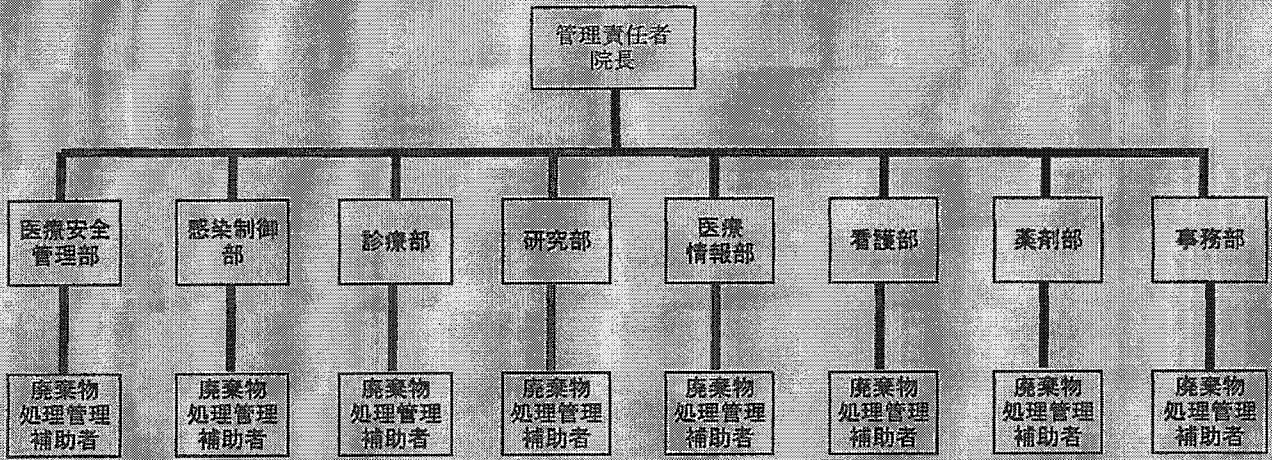 管理責任者
院長
医療安全
管理部
感染制御
部
診療部
研究部
医療
情報部
看護部
薬剤部
事務部
廃棄物
処理管理
補助者
廃棄物
処理管理
補助者
廃棄物
処理管理
補助者
廃棄物
処理管理
補助者
廃棄物
処理管理
補助者
廃棄物
処理管理
補助者
廃棄物
処理管理
補助者
廃棄物
処理管理
補助者